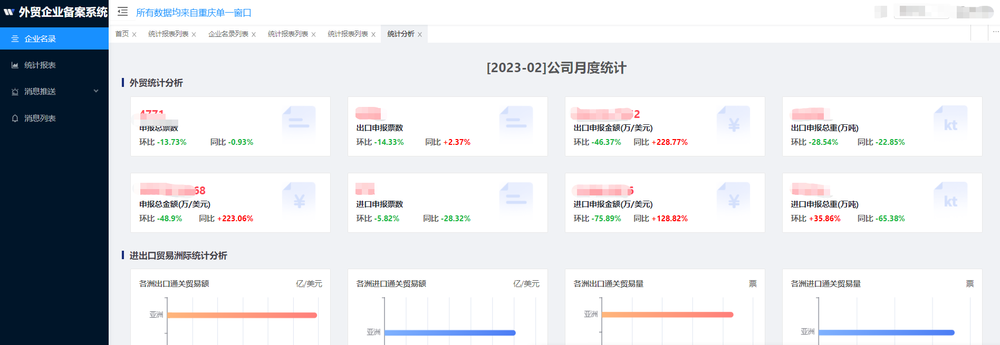 外贸企业备案系统
所有数据均来自重庆单一窗口
企业名录
统计报表
消息推送
消息列表
首页 x 统计报表列表 x 企业名录列表 x 统计报表列表 x 统计报表列表 x 统计分析 x
[2023-02]公司月度统计
外贸统计分析
4771
申报总票数
环比 -13.73% 同比 -0.93%
出口申报票数
环比 -14.33% 同比 +2.37%
2
出口申报金额(万/美元)
环比 -46.37% 同比 +228.77%
出口申报总重(万吨)
环比 -28.54% 同比 -22.85%
kt
68
申报总金额(万/美元)
环比 -48.9% 同比 +223.06%
¥
进口申报票数
环比 -5.82% 同比 -28.32%
6
进口申报金额(万/美元)
环比 -75.89% 同比 +128.82%
¥
进口申报总重(万吨)
环比 +35.86% 同比 -65.38%
kt
进出口贸易洲际统计分析
各洲出口通关贸易额 亿/美元
亚洲
各洲进口通关贸易额 亿/美元
亚洲
各洲出口通关贸易量 票
亚洲
各洲进口通关贸易量 票
亚洲